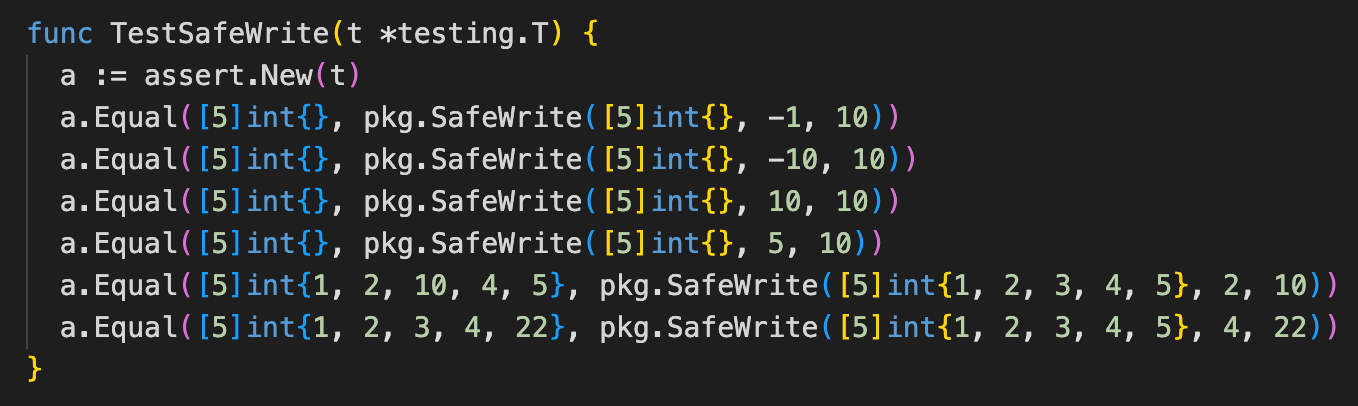 func TestSafeWrite(t *testing.T) {
  a := assert.New(t)
  a.Equal([5]int{}, pkg.SafeWrite([5]int{}, -1, 10))
  a.Equal([5]int{}, pkg.SafeWrite([5]int{}, -10, 10))
  a.Equal([5]int{}, pkg.SafeWrite([5]int{}, 10, 10))
  a.Equal([5]int{}, pkg.SafeWrite([5]int{}, 5, 10))
  a.Equal([5]int{1, 2, 10, 4, 5}, pkg.SafeWrite([5]int{1, 2, 3, 4, 5}, 2, 10))
  a.Equal([5]int{1, 2, 3, 4, 22}, pkg.SafeWrite([5]int{1, 2, 3, 4, 5}, 4, 22))
}